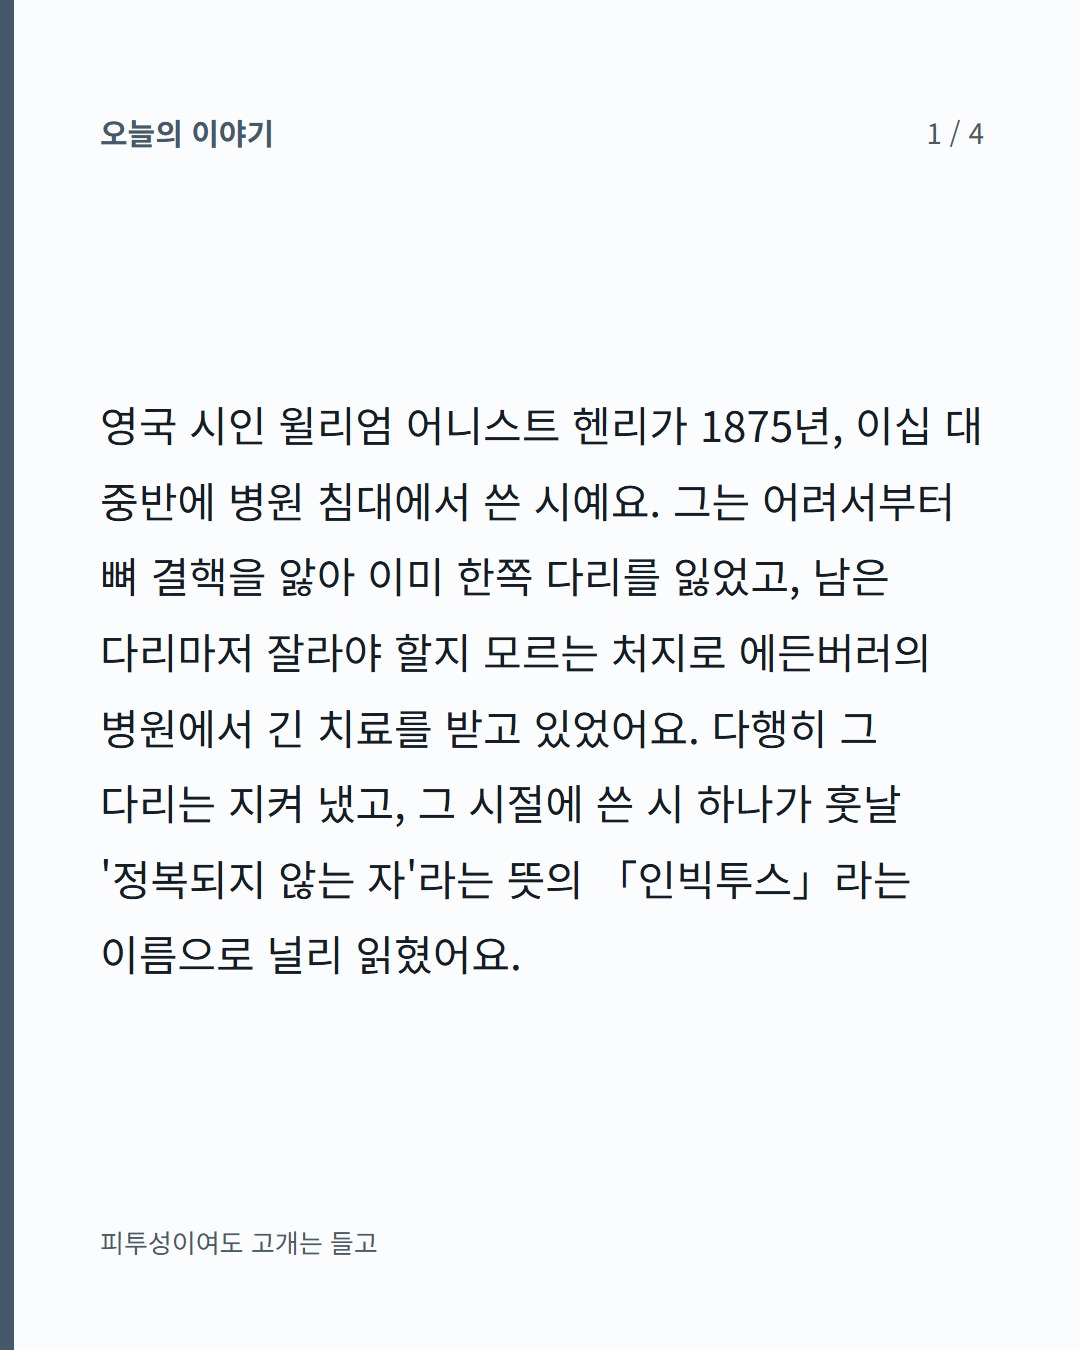 오늘의 이야기
1 / 4
영국 시인 윌리엄 어니스트 헨리가 1875년, 이십 대
중반에 병원 침대에서 쓴 시예요. 그는 어려서부터
뼈 결핵을 앓아 이미 한쪽 다리를 잃었고, 남은
다리마저 잘라야 할지 모르는 처지로 에든버러의
병원에서 긴 치료를 받고 있었어요. 다행히 그
다리는 지켜 냈고, 그 시절에 쓴 시 하나가 훗날
'정복되지 않는 자'라는 뜻의 「인빅투스」라는
이름으로 널리 읽혔어요.
피투성이여도 고개는 들고